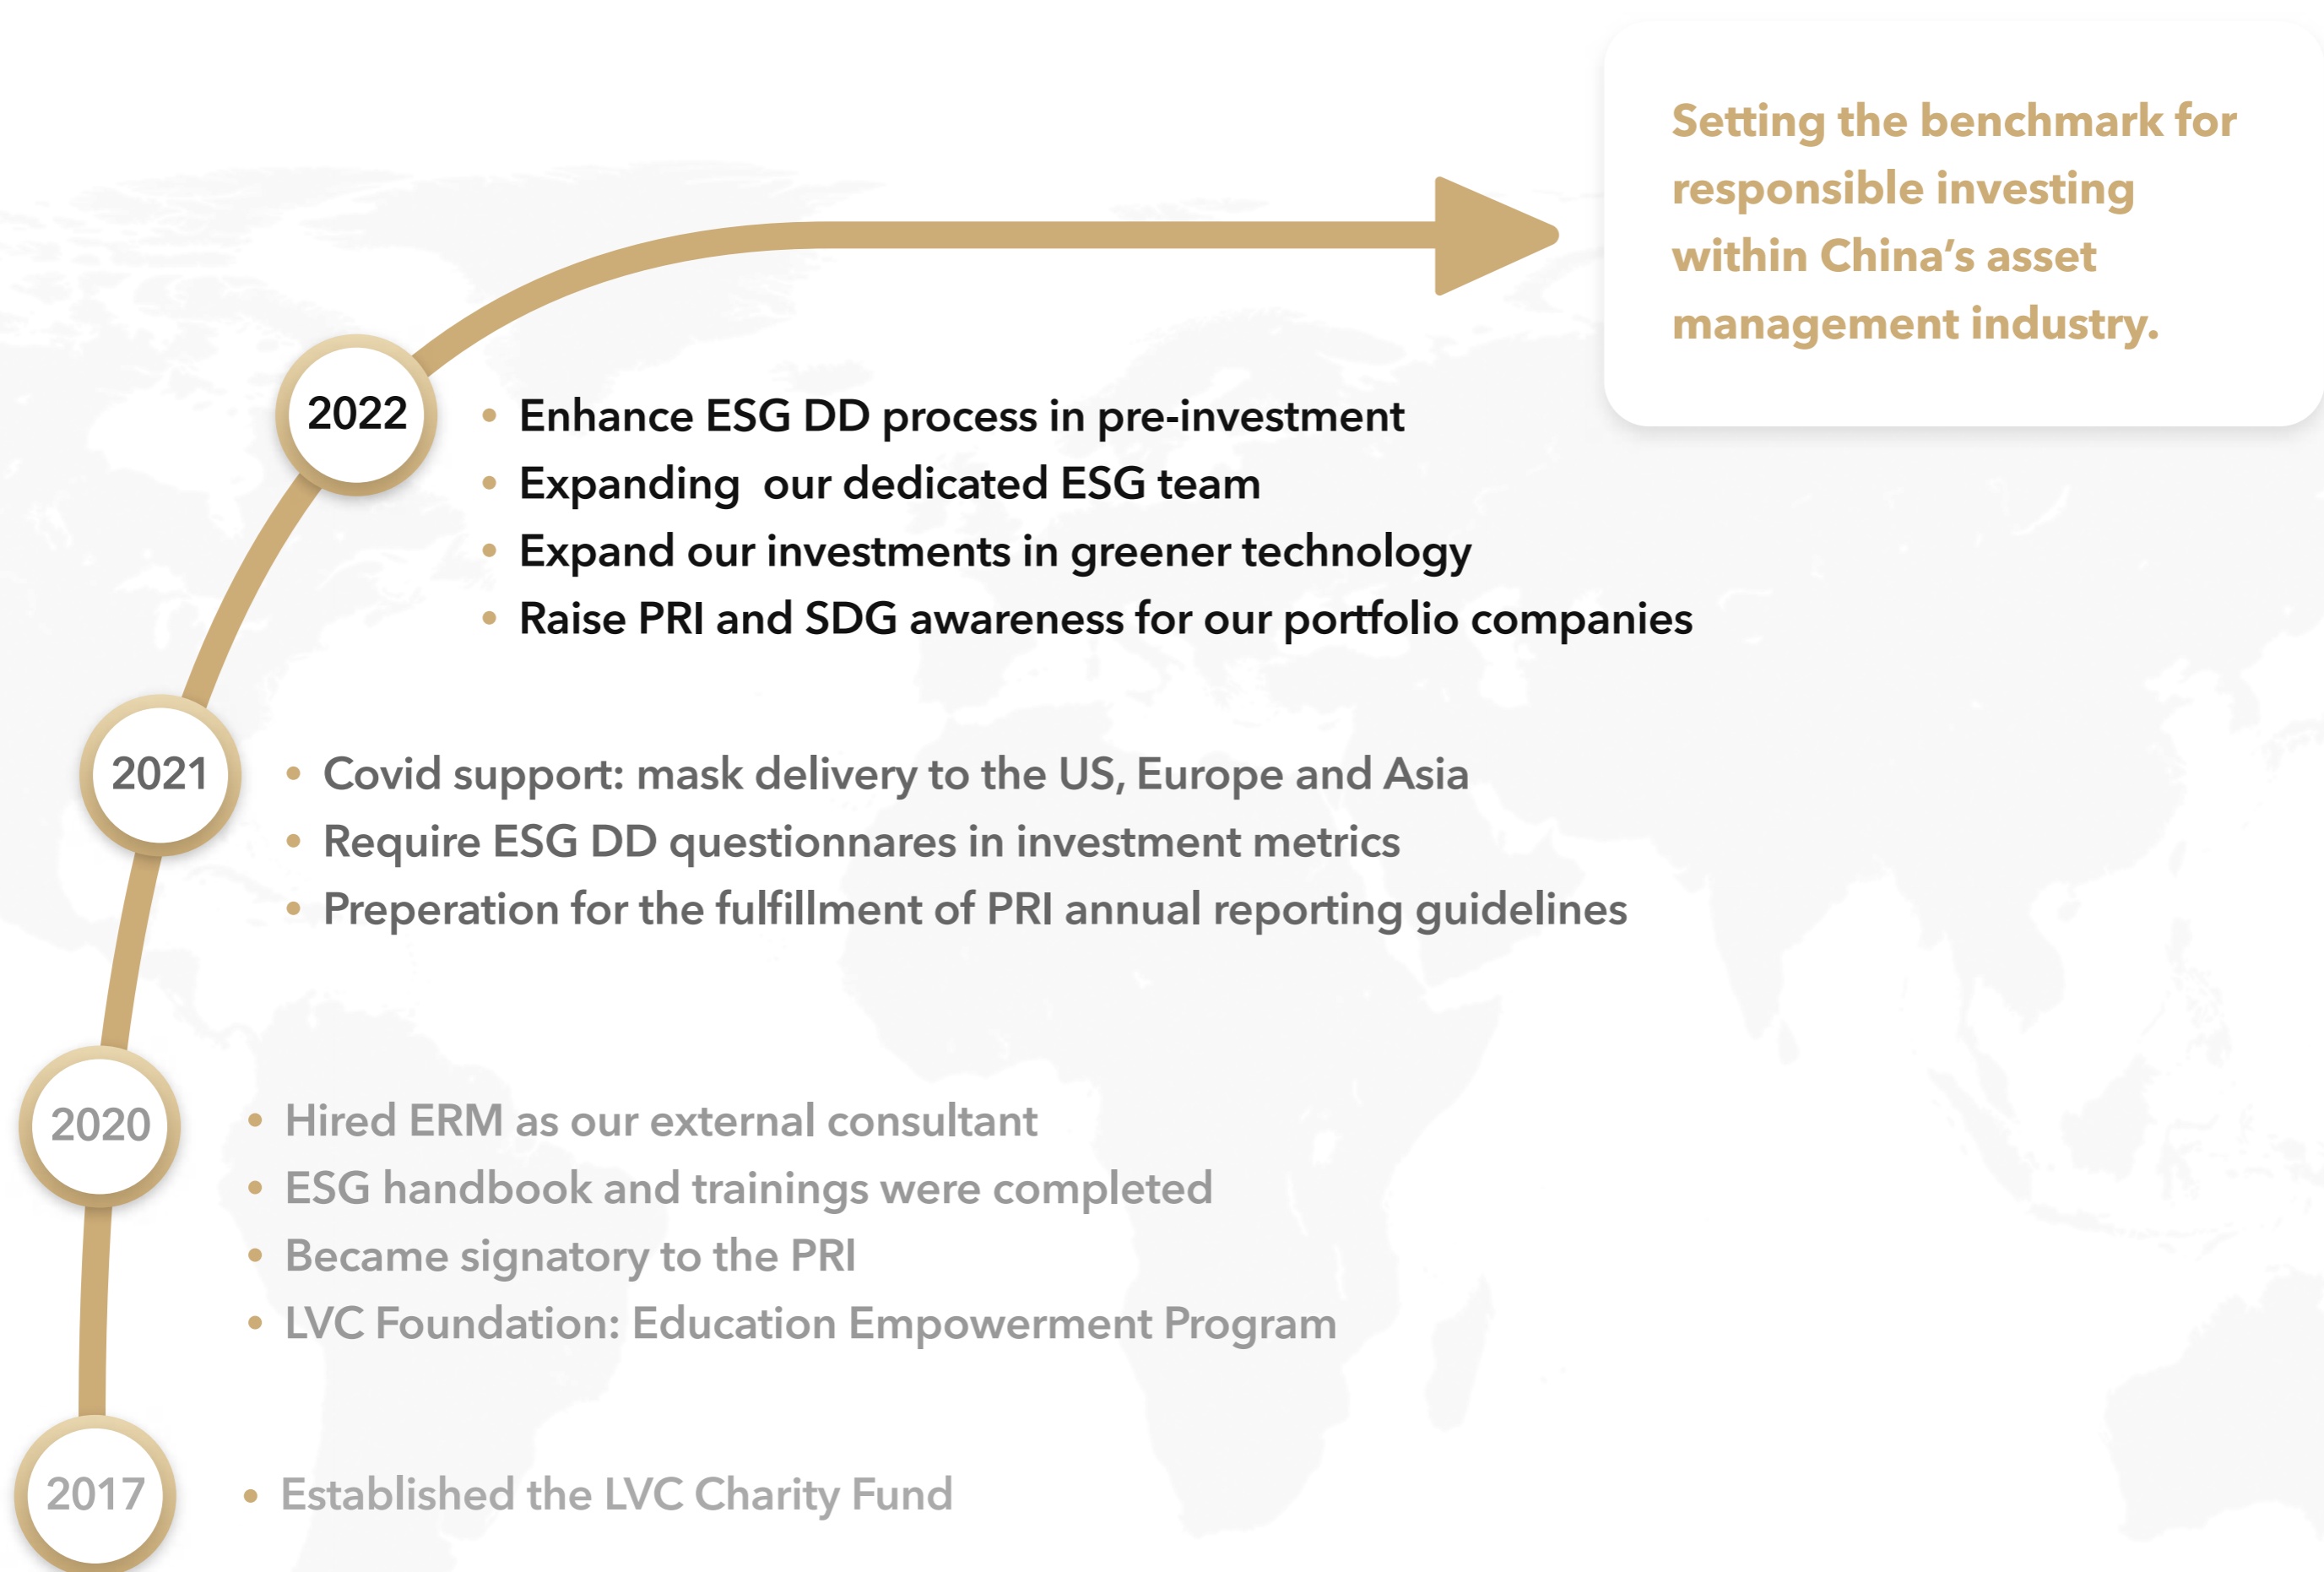 Setting the benchmark for
responsible investing
within China’s asset
management industry.
2022
• Enhance ESG DD process in pre-investment
• Expanding  our dedicated ESG team
• Expand our investments in greener technology
• Raise PRI and SDG awareness for our portfolio companies
2021
• Covid support: mask delivery to the US, Europe and Asia
• Require ESG DD questionnares in investment metrics
• Preperation for the fulfillment of PRI annual reporting guidelines
2020
• Hired ERM as our external consultant
• ESG handbook and trainings were completed
• Became signatory to the PRI
• LVC Foundation: Education Empowerment Program
2017
• Established the LVC Charity Fund